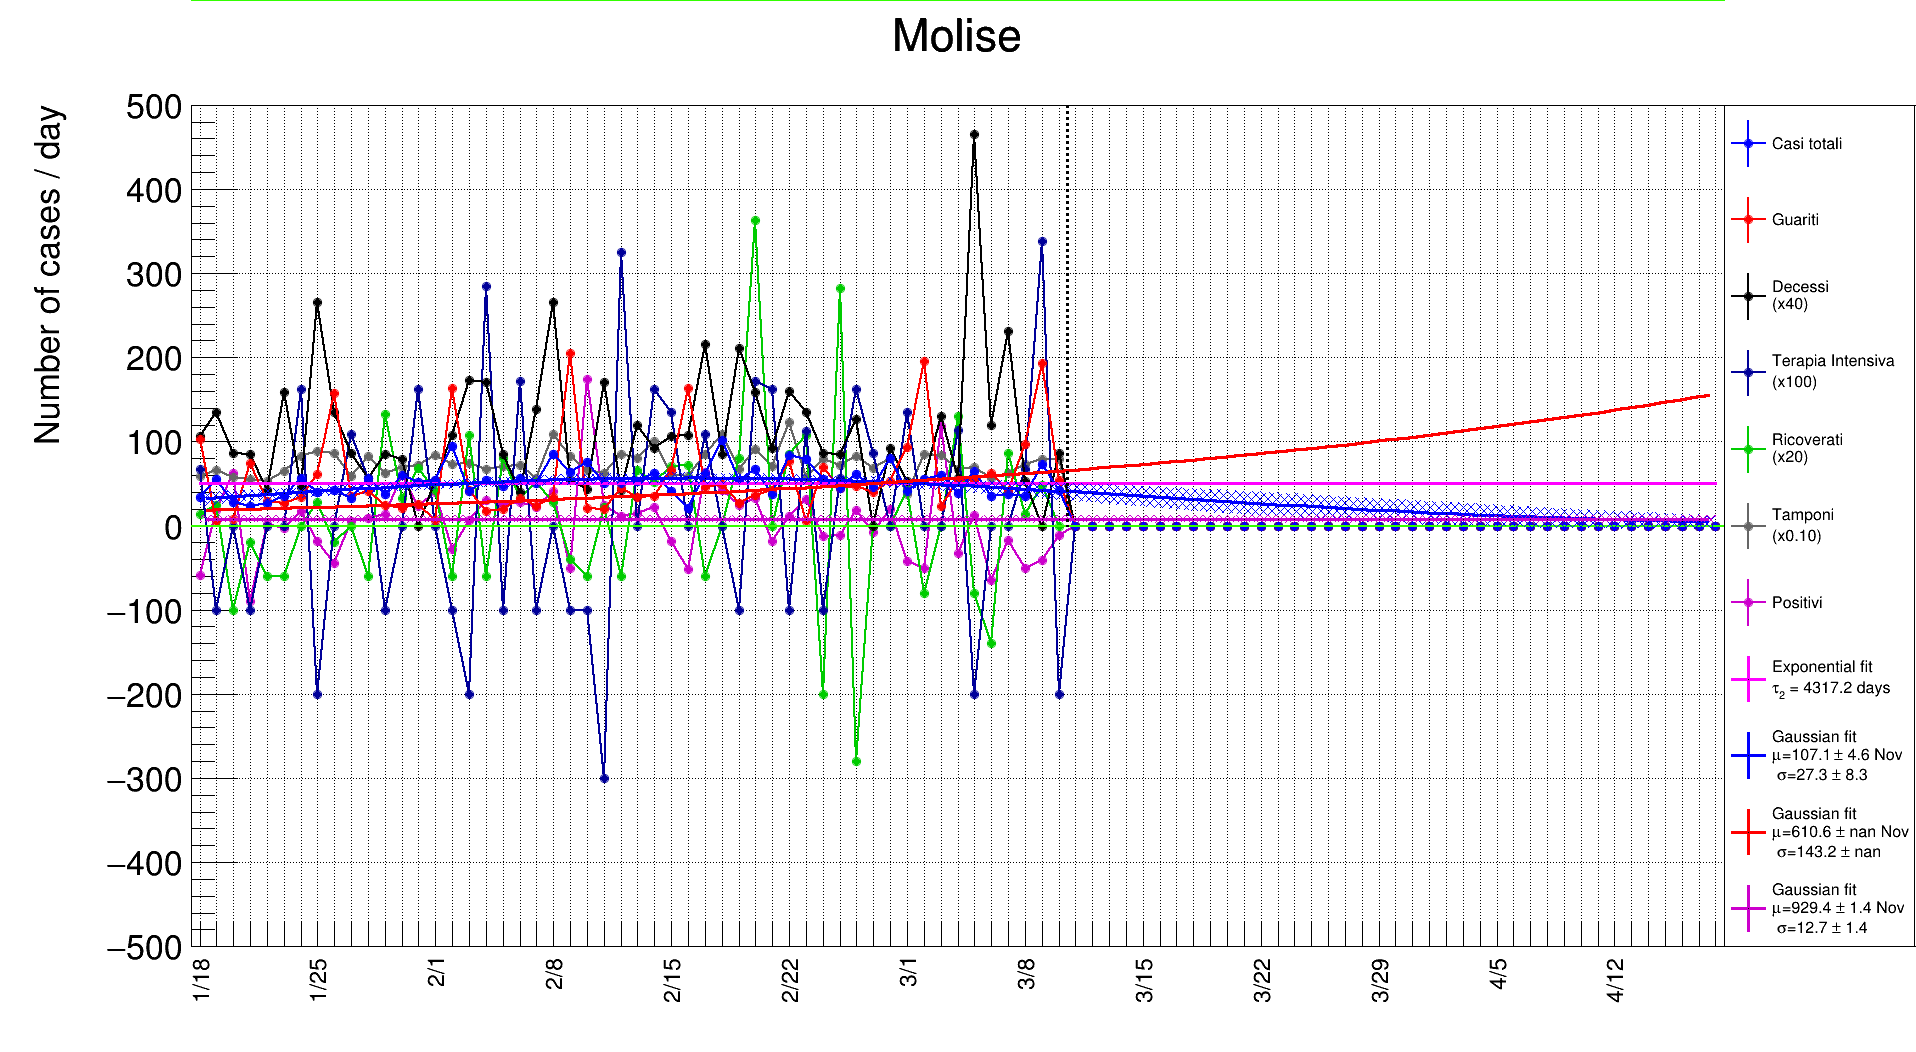 Molise
Number of cases / day
500
400
300
200
100
0
−100
−200
−300
−400
−500
1/18
1/25
2/1
2/8
2/15
2/22
3/1
3/8
3/15
3/22
3/29
4/5
4/12
Casi totali
Guariti
Decessi
(x40)
Terapia Intensiva
(x100)
Ricoverati
(x20)
Tamponi
(x0.10)
Positivi
Exponential fit
τ2 = 4317.2 days
Gaussian fit
μ=107.1 ± 4.6 Nov
σ=27.3 ± 8.3
Gaussian fit
μ=610.6 ± nan Nov
σ=143.2 ± nan
Gaussian fit
μ=929.4 ± 1.4 Nov
σ=12.7 ± 1.4